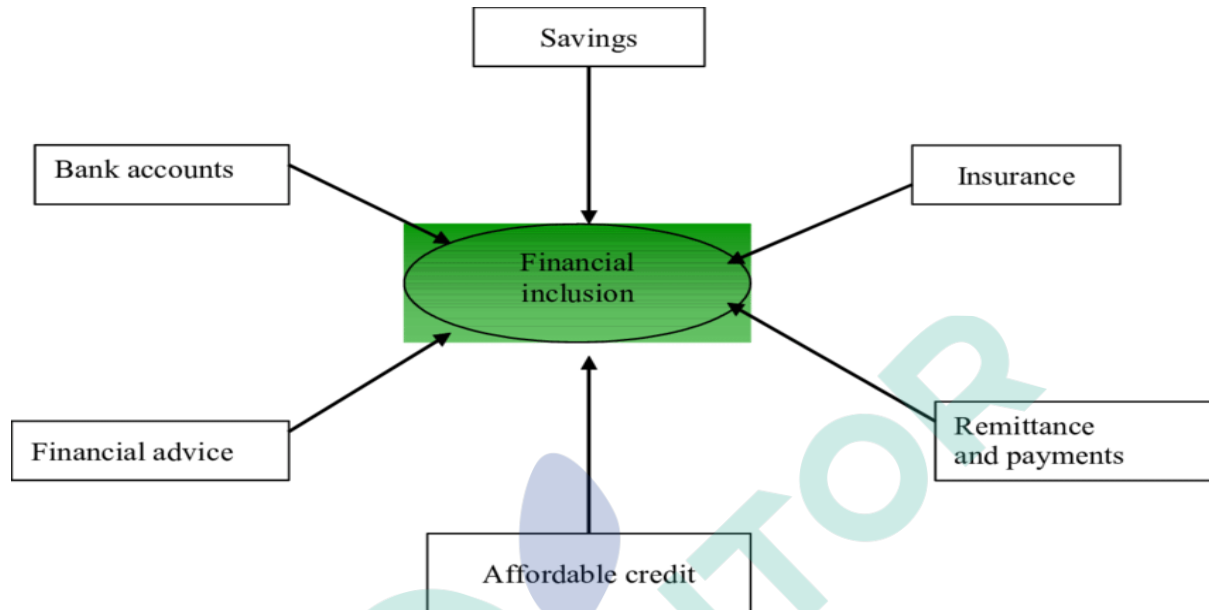 Savings
Bank accounts
Insurance
Financial
inclusion
Financial advice
Remittance
and payments
Affordable credit